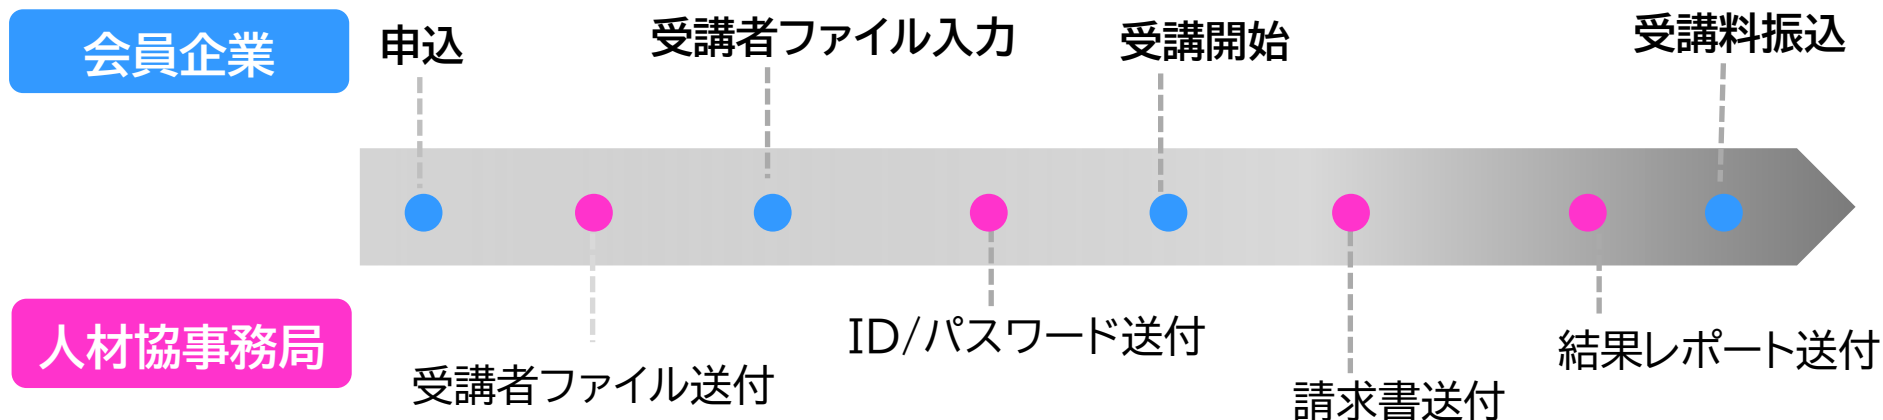 会員企業
申込
受講者ファイル入力
受講開始
受講料振込
人材協事務局
受講者ファイル送付
ID/パスワード送付
請求書送付
結果レポート送付